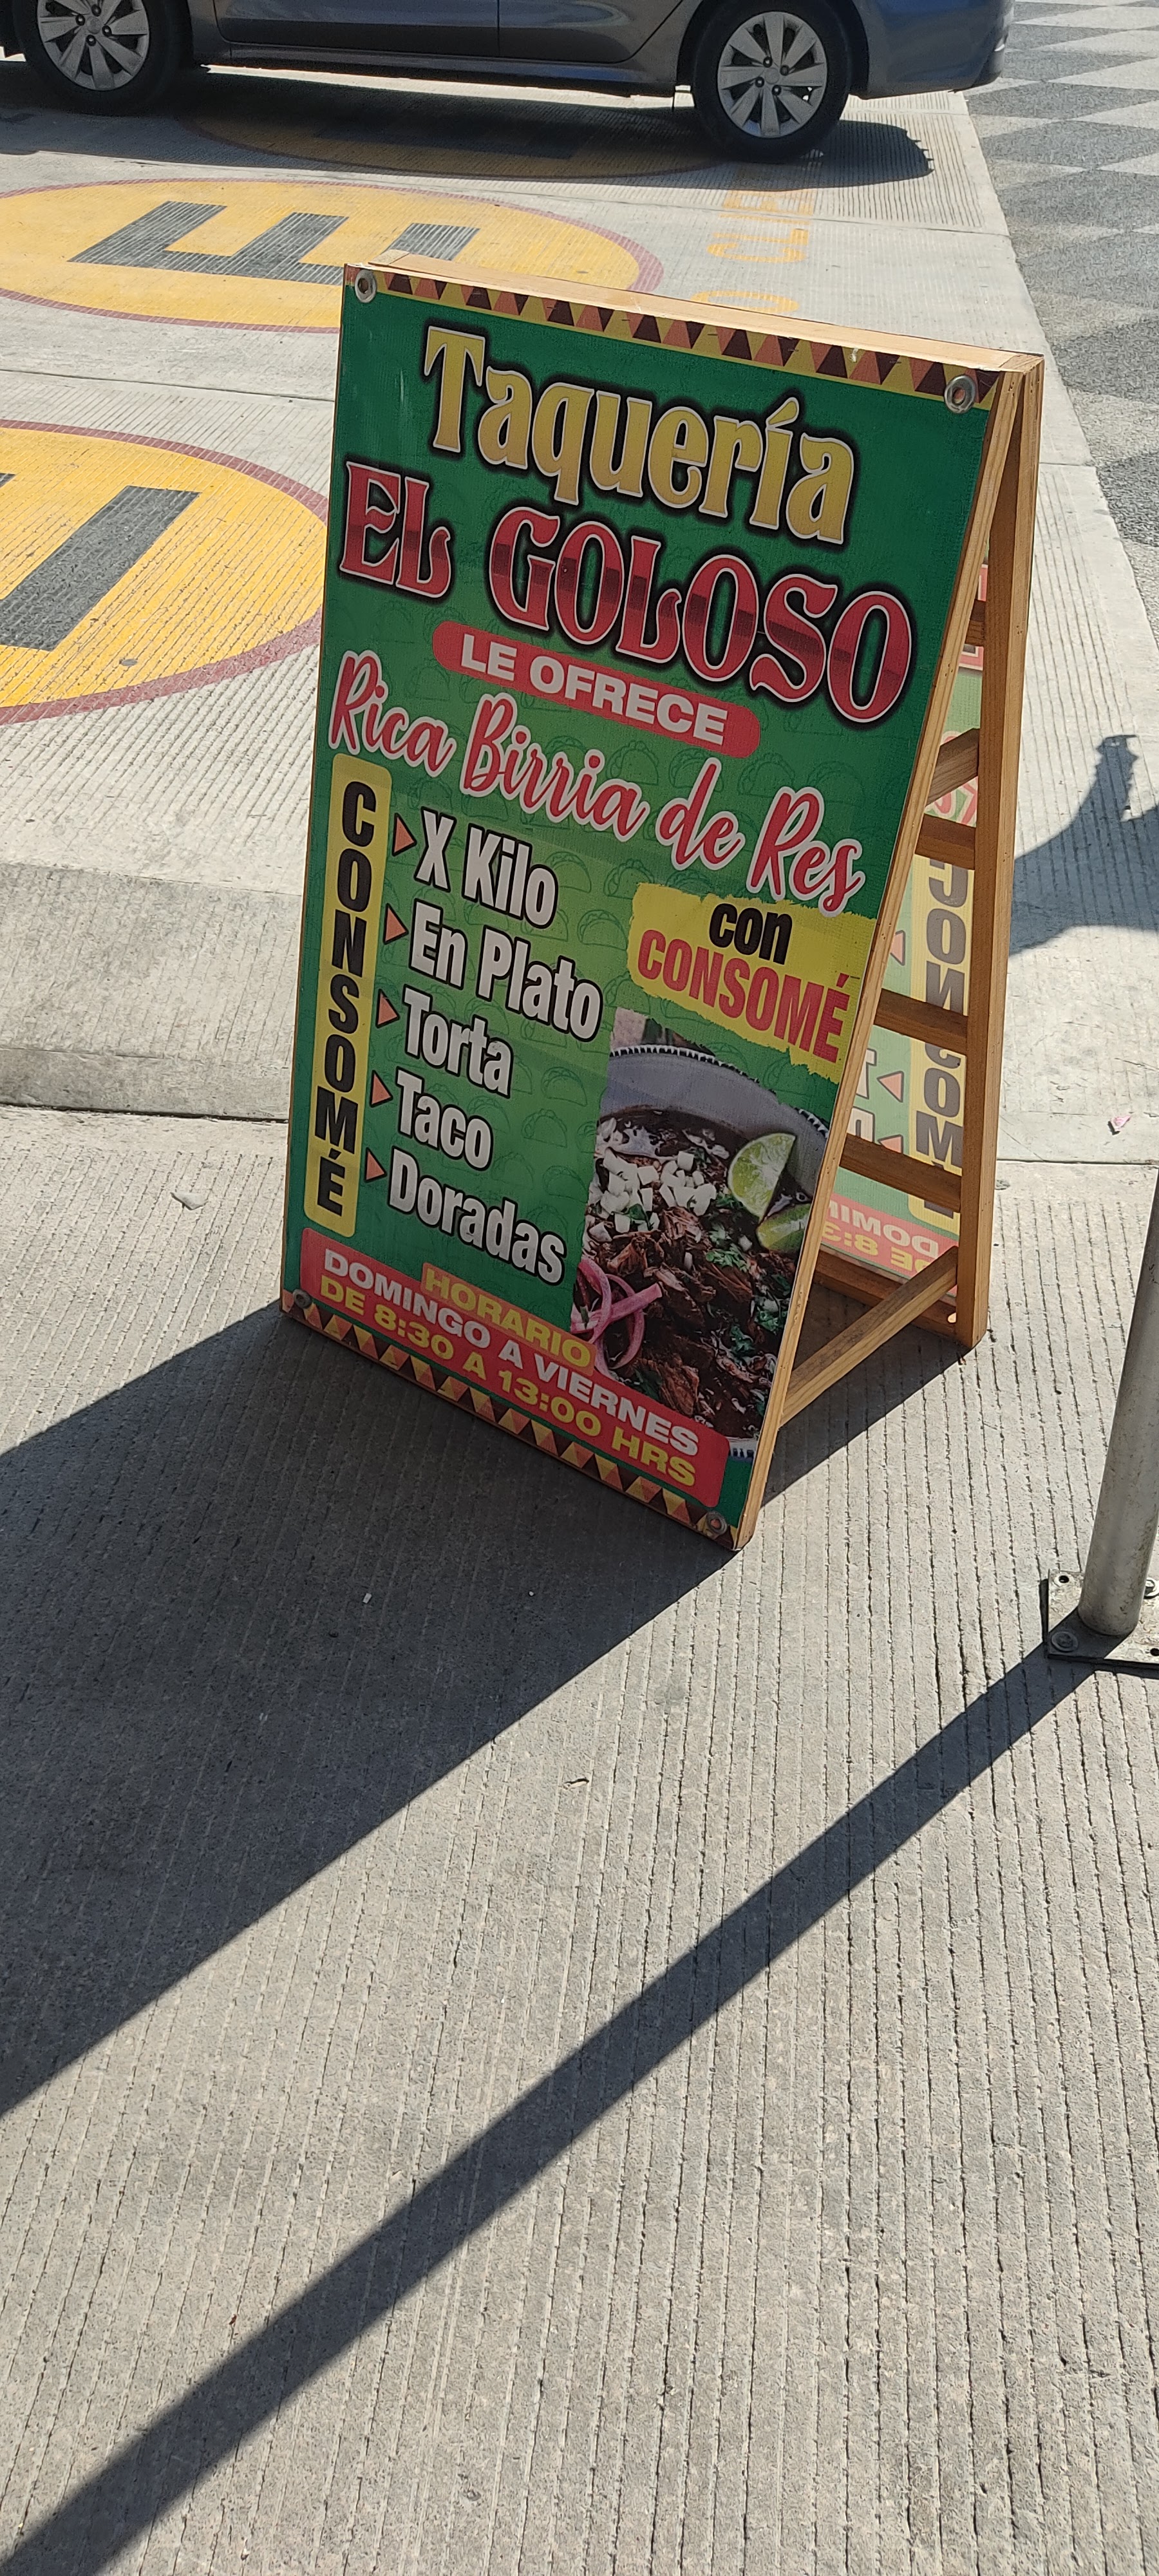 Taquería
EL GOLOSO
LE OFRECE
Rica Birria de Res
con
CONSOMÉ
CONSOMÉ
X Kilo
En Plato
Torta
Taco
Doradas
HORARIO
DOMINGO A VIERNES
DE 8:30 A 13:00 HRS
E